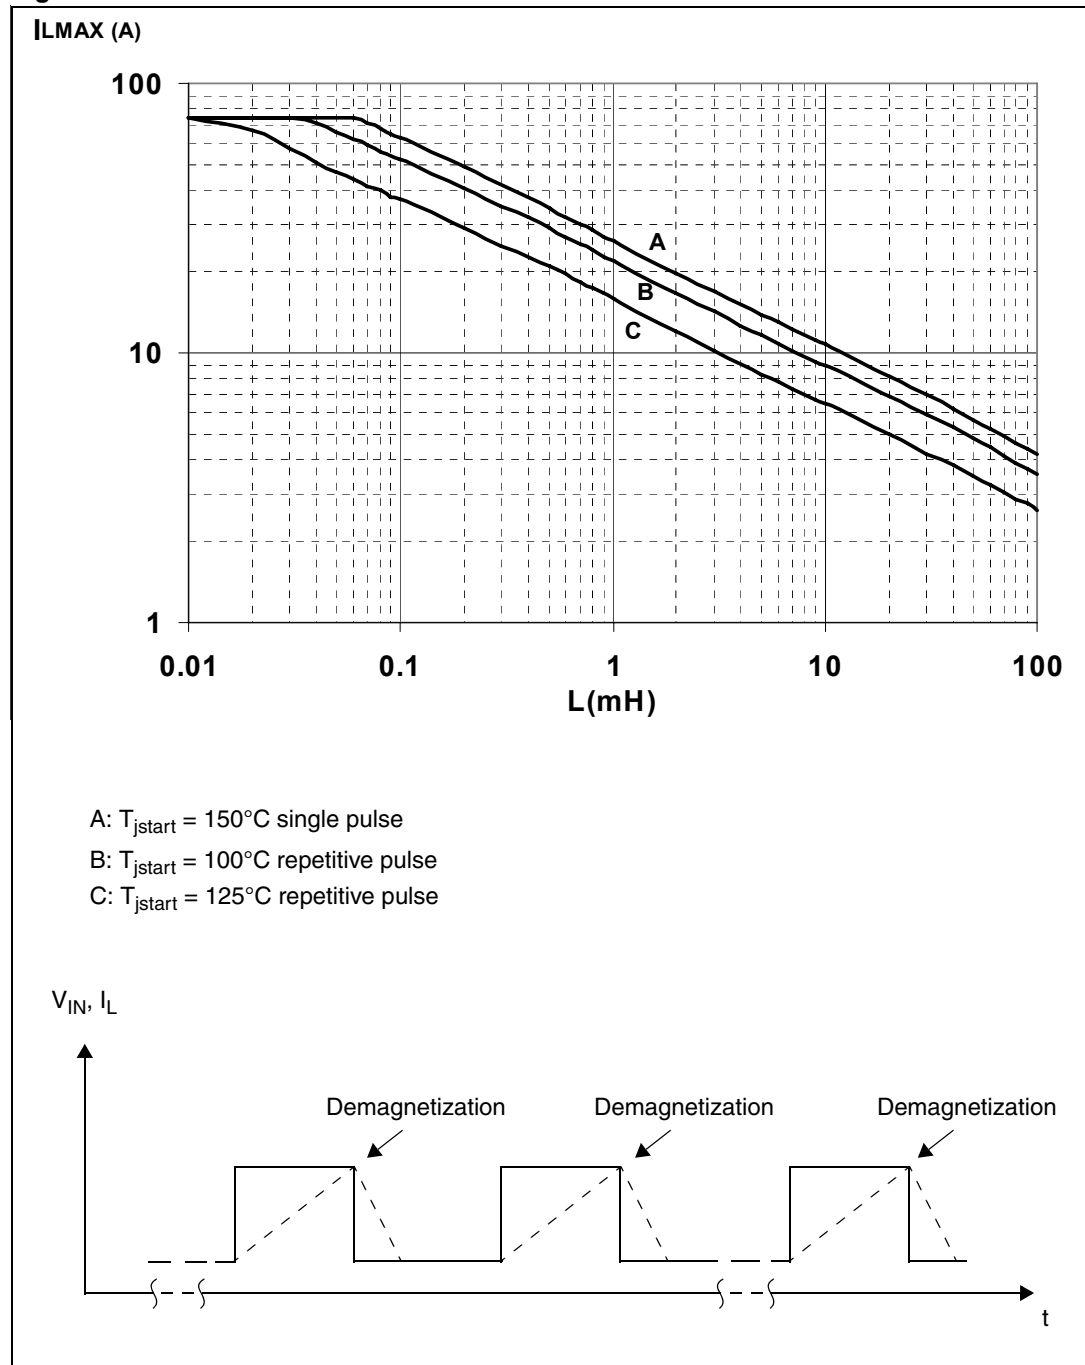 ILMAX (A)
100
10
1
A
B
C
0.01 0.1 1 10 100
L(mH)
A: Tjstart = 150°C single pulse
B: Tjstart = 100°C repetitive pulse
C: Tjstart = 125°C repetitive pulse
VIN, IL
Demagnetization Demagnetization Demagnetization
t